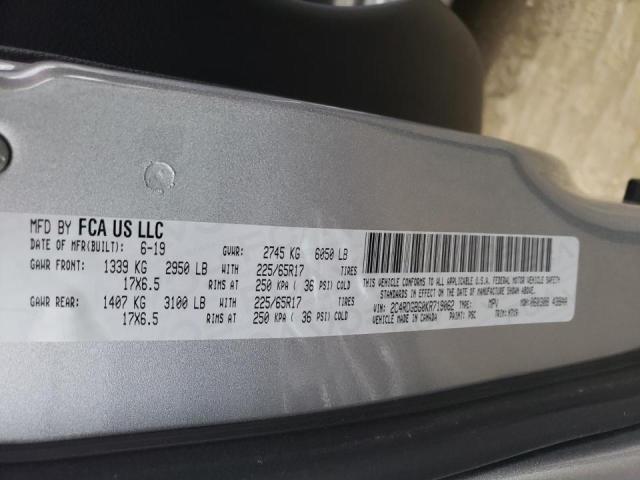 MFD BY FCA US LLC
DATE OF MFR(BUILT): 6-19 GVWR: 2745 KG 6050 LB
GAWR FRONT: 1339 KG 2950 LB WITH 225/65R17 TIRES
17X6.5 RIMS AT 250 KPA ( 36 PSI) COLD
GAWR REAR: 1407 KG 3100 LB WITH 225/65R17 TIRES
17X6.5 RIMS AT 250 KPA ( 36 PSI) COLD
THIS VEHICLE CONFORMS TO ALL APPLICABLE U.S.A. FEDERAL MOTOR VEHICLE SAFETY
STANDARDS IN EFFECT ON THE DATE OF MANUFACTURE SHOWN ABOVE.
VIN: 2C4RDGBG0KR719062 TYPE: MPV
VEHICLE MADE IN CANADA PAINT: PSC TRIM: